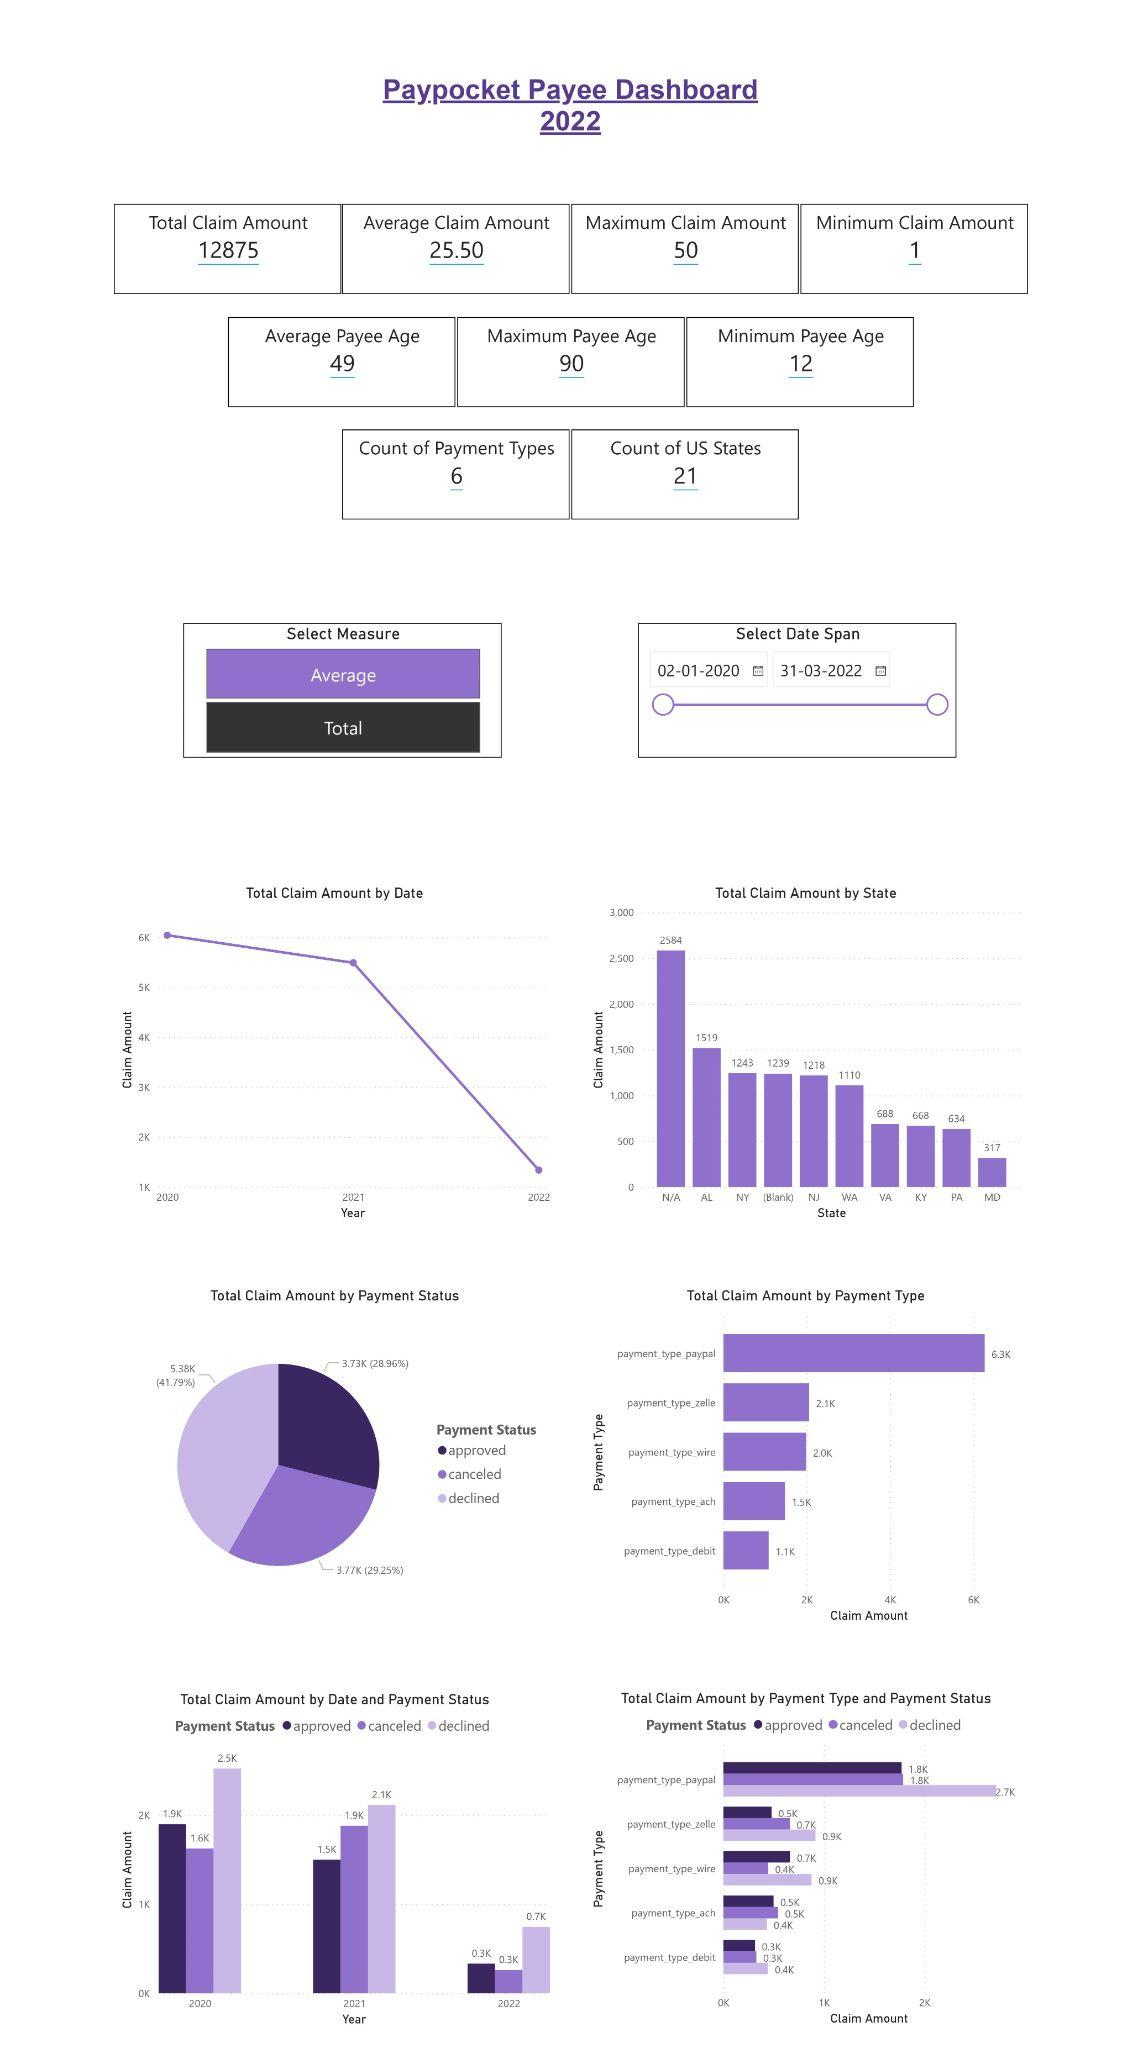 Paypocket Payee Dashboard
2022
Total Claim Amount
12875
Average Claim Amount
25.50
Maximum Claim Amount
50
Minimum Claim Amount
1
Average Payee Age
49
Maximum Payee Age
90
Minimum Payee Age
12
Count of Payment Types
6
Count of US States
21
Select Measure
Average
Total
Select Date Span
02-01-2020
31-03-2022
Total Claim Amount by Date
6K
5K
4K
3K
2K
1K
Claim Amount
2020
2021
2022
Year
Total Claim Amount by State
3,000
2,500
2,000
1,500
1,000
500
0
Claim Amount
2584
1519
1243
1239
1218
1110
688
668
634
317
N/A
AL
NY
(Blank)
NJ
WA
VA
KY
PA
MD
State
Total Claim Amount by Payment Status
5.38K
(41.79%)
3.73K (28.96%)
3.77K (29.25%)
Payment Status
approved
canceled
declined
Total Claim Amount by Payment Type
Payment Type
payment_type_paypal
6.3K
payment_type_zelle
2.1K
payment_type_wire
2.0K
payment_type_ach
1.5K
payment_type_debit
1.1K
0K
2K
4K
6K
Claim Amount
Total Claim Amount by Date and Payment Status
Payment Status approved canceled declined
2K
1K
0K
Claim Amount
1.9K
1.6K
2.5K
1.5K
1.9K
2.1K
0.3K
0.3K
0.7K
2020
2021
2022
Year
Total Claim Amount by Payment Type and Payment Status
Payment Status approved canceled declined
Payment Type
payment_type_paypal
1.8K
1.8K
2.7K
payment_type_zelle
0.5K
0.7K
0.9K
payment_type_wire
0.7K
0.4K
0.9K
payment_type_ach
0.5K
0.5K
0.4K
payment_type_debit
0.3K
0.3K
0.4K
0K
1K
2K
Claim Amount